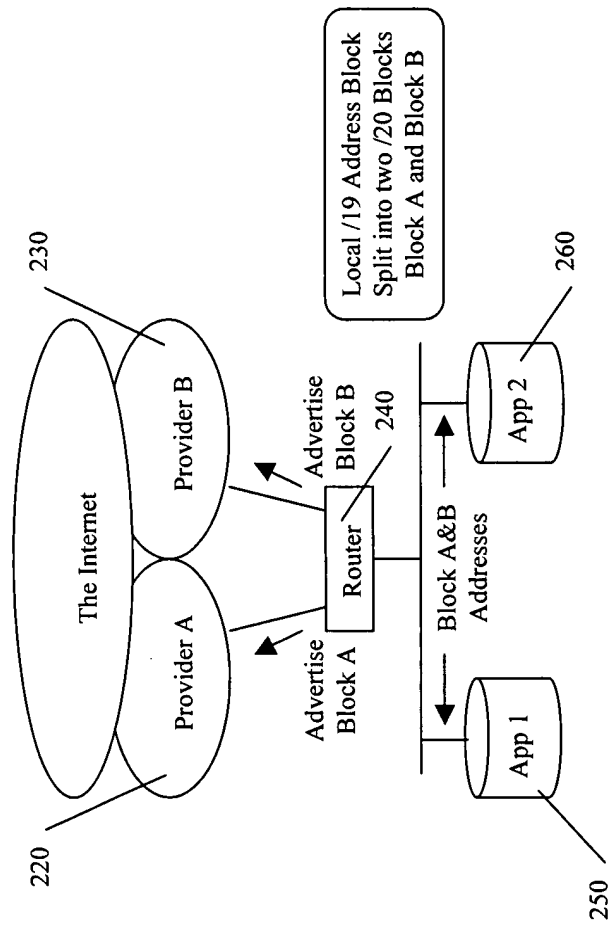 The Internet
220
Provider A
Provider B
230
Advertise
Block A
Router
240
Advertise
Block B
Local /19 Address Block
Split into two /20 Blocks
Block A and Block B
Block A&B
Addresses
App 1
250
App 2
260